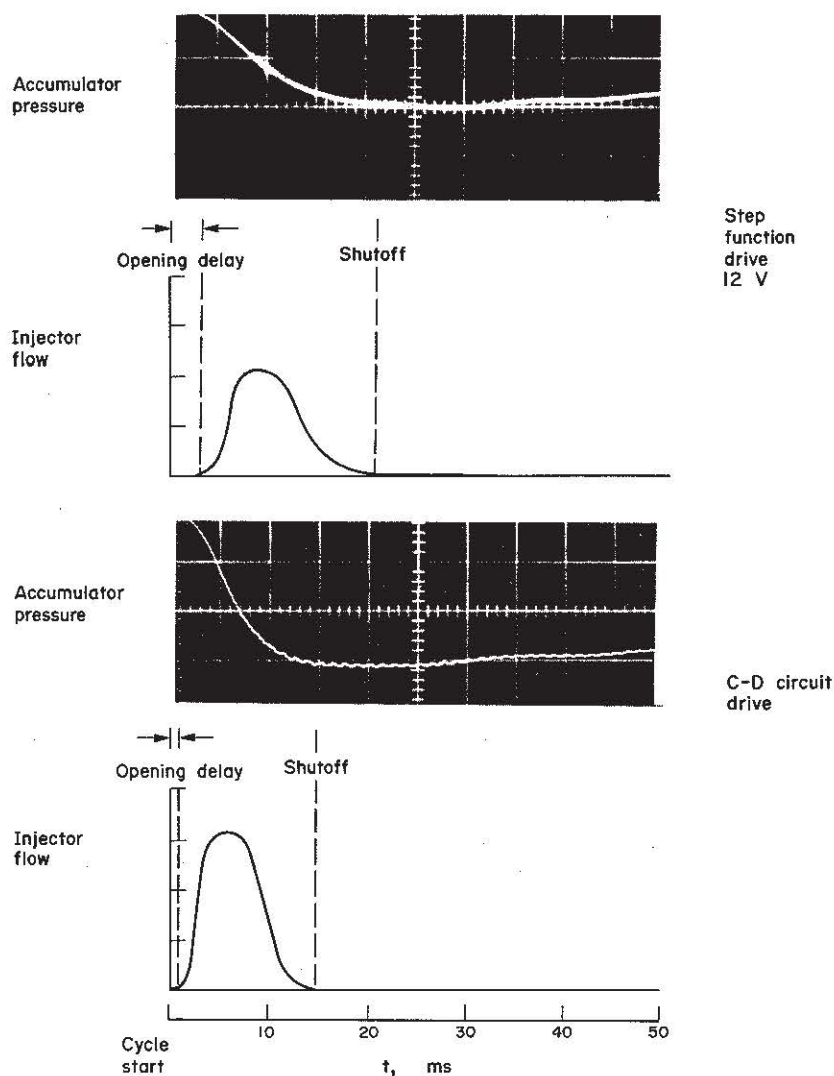 Accumulator
pressure
Step
function
drive
12 V
Opening delay
Shutoff
Injector
flow
Accumulator
pressure
C-D circuit
drive
Opening delay
Shutoff
Injector
flow
10
20
30
40
50
Cycle
start
t, ms